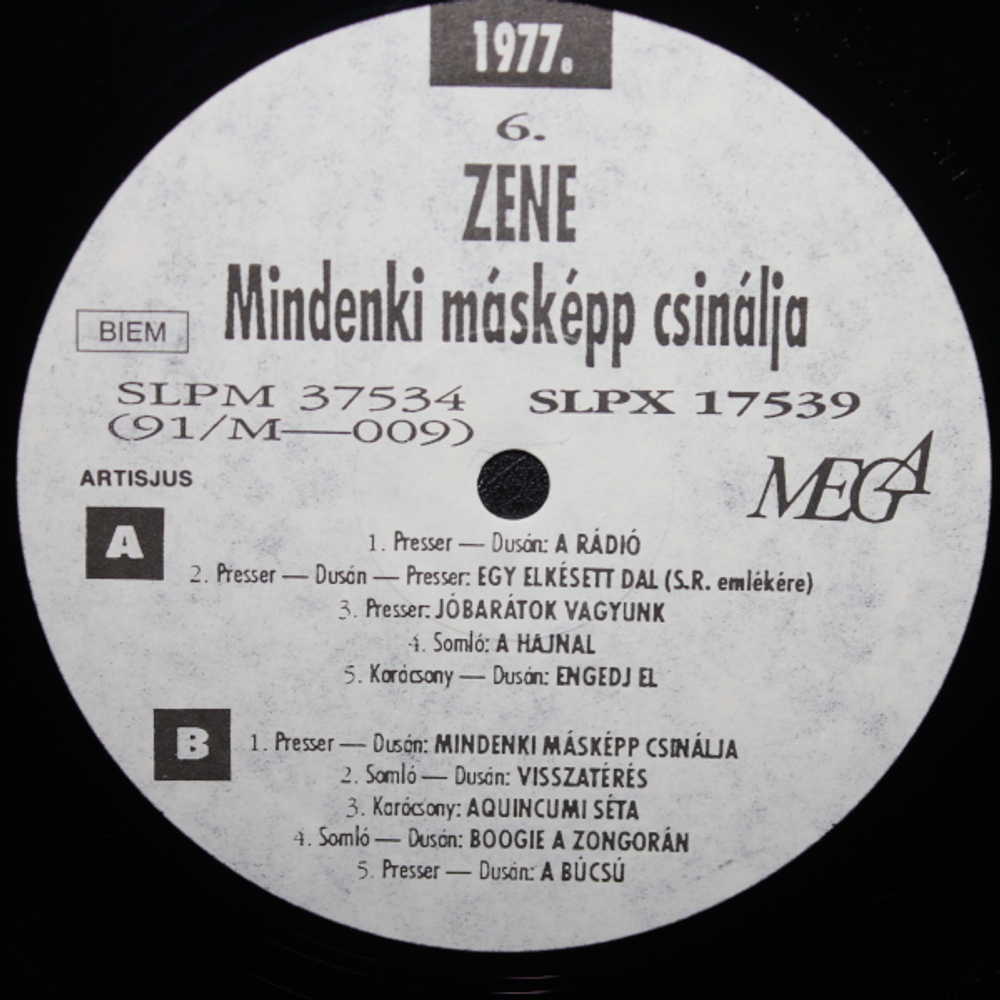 1977.
6.
ZENE
Mindenki másképp csinálja
BIEM
SLPM 37534 SLPX 17539
(91/M—009)
MEGA
ARTISJUS
A
1. Presser — Dusán: A RÁDIÓ
2. Presser — Dusán — Presser: EGY ELKÉSETT DAL (S.R. emlékére)
3. Presser: JÓBARÁTOK VAGYUNK
4. Somló: A HAJNAL
5. Karácsony — Dusán: ENGEDJ EL
B
1. Presser — Dusán: MINDENKI MÁSKÉPP CSINÁLJA
2. Somló — Dusán: VISSZATÉRÉS
3. Karácsony: AQUINCUMI SÉTA
4. Somló — Dusán: BOOGIE A ZONGORÁN
5. Presser — Dusán: A BÚCSÚ